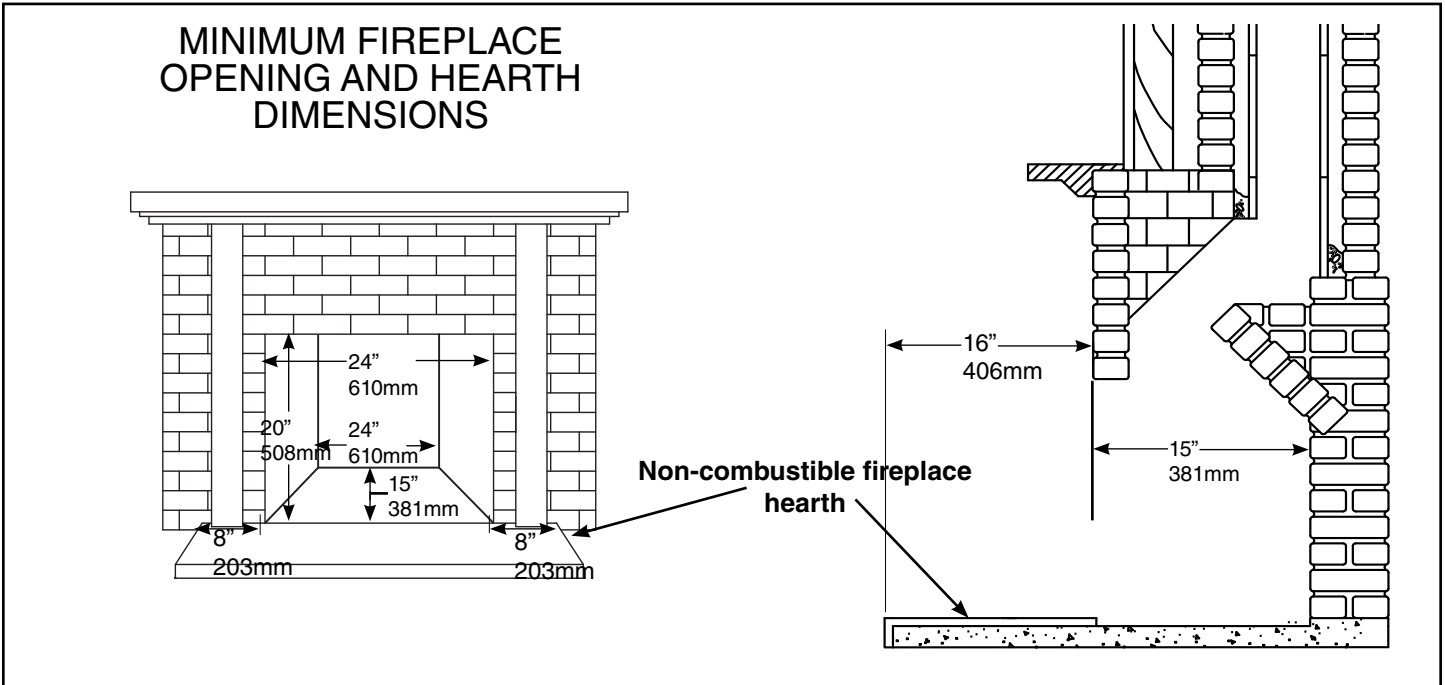 MINIMUM FIREPLACE
OPENING AND HEARTH
DIMENSIONS
24”
610mm
20”
508mm
24”
610mm
15”
381mm
8”
203mm
8”
203mm
Non-combustible fireplace
hearth
16”
406mm
15”
381mm